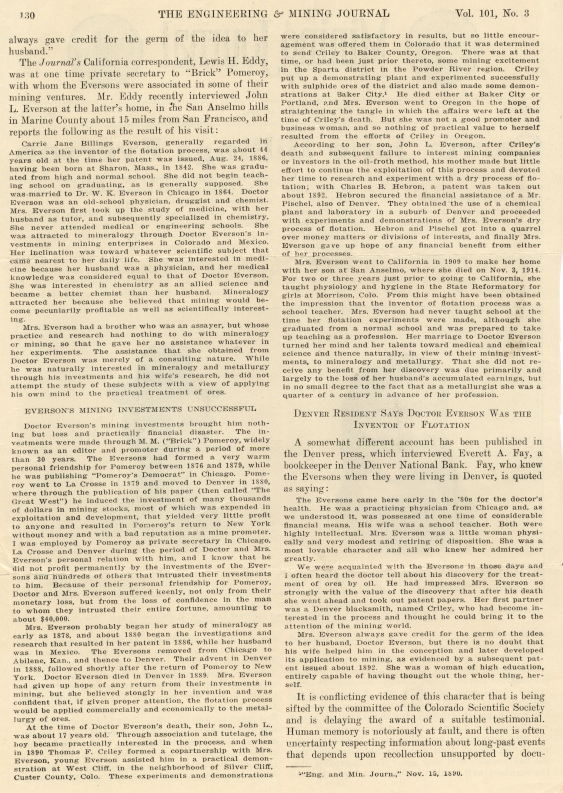 130
THE ENGINEERING & MINING JOURNAL
Vol. 101, No. 3
always gave credit for the germ of the idea to her
husband."
The Journal's California correspondent, Lewis H. Eddy,
was at one time private secretary to "Brick" Pomeroy,
with whom the Eversons were associated in some of their
mining ventures. Mr. Eddy recently interviewed John
L. Everson at the latter's home, in the San Anselmo hills
in Marine County about 15 miles from San Francisco, and
reports the following as the result of his visit:
Carrie Jane Billings Everson, generally regarded in
America as the inventor of the flotation process, was about 44
years old at the time her patent was issued, Aug. 24, 1886,
having been born at Sharon, Mass., in 1842. She was gradu-
ated from high and normal school. She did not begin teach-
ing school on graduating, as is generally supposed. She
was married to Dr. W. K. Everson in Chicago in 1864. Doctor
Everson was an old-school physician, druggist and chemist.
Mrs. Everson first took up the study of medicine, with her
husband as tutor, and subsequently specialized in chemistry.
She never attended medical or engineering schools. She
was attracted to mineralogy through Doctor Everson's in-
vestments in mining enterprises in Colorado and Mexico.
Her inclination was toward whatever scientific subject that
came nearest to her daily life. She was interested in medi-
cine because her husband was a physician, and her medical
knowledge was considered equal to that of Doctor Everson.
She was interested in chemistry as an allied science and
became a better chemist than her husband. Mineralogy
attracted her because she believed that mining would be-
come pecuniarily profitable as well as scientifically interest-
ing.
Mrs. Everson had a brother who was an assayer, but whose
practice and research had nothing to do with mineralogy
or mining, so that he gave her no assistance whatever in
her experiments. The assistance that she obtained from
Doctor Everson was merely of a consulting nature. While
he was naturally interested in mineralogy and metallurgy
through his investments and his wife's research, he did not
attempt the study of these subjects with a view of applying
his own mind to the practical treatment of ores.
EVERSON'S MINING INVESTMENTS UNSUCCESSFUL
Doctor Everson's mining investments brought him noth-
ing but loss and practically financial disaster. The in-
vestments were made through M. M. ("Brick") Pomeroy, widely
known as an editor and promoter during a period of more
than 30 years. The Eversons had formed a very warm
personal friendship for Pomeroy between 1876 and 1879, while
he was publishing "Pomeroy's Democrat" in Chicago. Pome-
roy went to La Crosse in 1879 and moved to Denver in 1880,
where through the publication of his paper (then called "The
Great West") he induced the investment of many thousands
of dollars in mining stocks, most of which was expended in
exploitation and development, that yielded very little profit
to anyone and resulted in Pomeroy's return to New York
without money and with a bad reputation as a mine promoter.
I was employed by Pomeroy as private secretary in Chicago,
La Crosse and Denver during the period of Doctor and Mrs.
Everson's personal relation with him, and I know that he
did not profit permanently by the investments of the Ever-
sons and hundreds of others that intrusted their investments
to him. Because of their personal friendship for Pomeroy,
Doctor and Mrs. Everson suffered keenly, not only from their
monetary loss, but from the loss of confidence in the man
to whom they intrusted their entire fortune, amounting to
about $40,000.
Mrs. Everson probably began her study of mineralogy as
early as 1878, and about 1880 began the investigations and
research that resulted in her patent in 1886, while her husband
was in Mexico. The Eversons removed from Chicago to
Abilene, Kan., and thence to Denver. Their advent in Denver
in 1888, followed shortly after the return of Pomeroy to New
York. Doctor Everson died in Denver in 1889. Mrs. Everson
had given up hope of any return from their investments in
mining, but she believed strongly in her invention and was
confident that, if given proper opportunity, the flotation process
would be applied commercially and economically to the metal-
lurgy of ores.
At the time of Doctor Everson's death, their son, John L.,
was about 17 years old. Through association and tutelage, the
boy became practically interested in the process, and when
in 1890 Thomas F. Criley formed a copartnership with Mrs.
Everson, young Everson assisted him in a practical demon-
stration at West Cliff, in the neighborhood of Silver Cliff,
Custer County, Colo. These experiments and demonstrations
were considered satisfactory in results, but so little encour-
agement was offered them in Colorado that it was determined
to send Criley to Baker County, Oregon. There was at that
time, or had been just prior thereto, some mining excitement
in the Sparta district in the Powder River region. Criley
put up a demonstrating plant and experimented successfully
with sulphide ores of the district and also made some demon-
strations at Baker City.¹ He died either at Baker City or
Portland, and Mrs. Everson went to Oregon in the hope of
straightening the tangle in which the affairs were left at the
time of Criley's death. But she was not a good promoter and
business woman, and so nothing of practical value to herself
resulted from the efforts of Criley in Oregon.
According to her son, John L. Everson, after Criley's
death and subsequent failure to interest mining companies
or investors in the oil-froth method, his mother made but little
effort to continue the exploitation of this process and devoted
her time to research and experiment with a dry process of flo-
tation; with Charles B. Hebron, a patent was taken out
about 1892. Hebron secured the financial assistance of a Mr.
Pischel, also of Denver. They obtained the use of a chemical
plant and laboratory in a suburb of Denver and proceeded
with experiments and demonstrations of Mrs. Everson's dry
process of flotation. Hebron and Pischel got into a quarrel
over money matters or divisions of interests, and finally Mrs.
Everson gave up hope of any financial benefit from either
of her processes.
Mrs. Everson went to California in 1909 to make her home
with her son at San Anselmo, where she died on Nov. 3, 1914.
For two or three years just prior to going to California, she
taught physiology and hygiene in the State Reformatory for
girls at Morrison, Colo. From this might have been obtained
the impression that the inventor of flotation process was a
school teacher. Mrs. Everson had never taught school at the
time her flotation experiments were made, although she
graduated from a normal school and was prepared to take
up teaching as a profession. Her marriage to Doctor Everson
turned her mind and her talents toward medical and chemical
science and thence naturally, in view of their mining invest-
ments, to mineralogy and metallurgy. That she did not re-
ceive any benefit from her discovery was due primarily and
largely to the loss of her husband's accumulated earnings, but
in no small degree to the fact that as a metallurgist she was a
quarter of a century in advance of her profession.
DENVER RESIDENT SAYS DOCTOR EVERSON WAS THE
INVENTOR OF FLOTATION
A somewhat different account has been published in
the Denver press, which interviewed Everett A. Fay, a
bookkeeper in the Denver National Bank. Fay, who knew
the Eversons when they were living in Denver, is quoted
as saying:
The Eversons came here early in the '80s for the doctor's
health. He was a practicing physician from Chicago and, as
we understood it, was possessed at one time of considerable
financial means. His wife was a school teacher. Both were
highly intellectual. Mrs. Everson was a little woman physi-
cally and very modest and retiring of disposition. She was a
most lovable character and all who knew her admired her
greatly.
We were acquainted with the Eversons in those days and
I often heard the doctor tell about his discovery for the treat-
ment of ores by oil. He had impressed Mrs. Everson so
strongly with the value of the discovery that after his death
she went ahead and took out patent papers. Her first partner
was a Denver blacksmith, named Criley, who had become in-
terested in the process and thought he could bring it to the
attention of the mining world.
Mrs. Everson always gave credit for the germ of the idea
to her husband, Doctor Everson, but there is no doubt that
his wife helped him in the conception and later developed
its application to mining, as evidenced by a subsequent pat-
ent issued about 1892. She was a woman of high education,
entirely capable of having thought out the whole thing, her-
self.
It is conflicting evidence of this character that is being
sifted by the committee of the Colorado Scientific Society
and is delaying the award of a suitable testimonial.
Human memory is notoriously at fault, and there is often
uncertainty respecting information about long-past events
that depends upon recollection unsupported by docu-
¹"Eng. and Min. Journ.," Nov. 15, 1890.